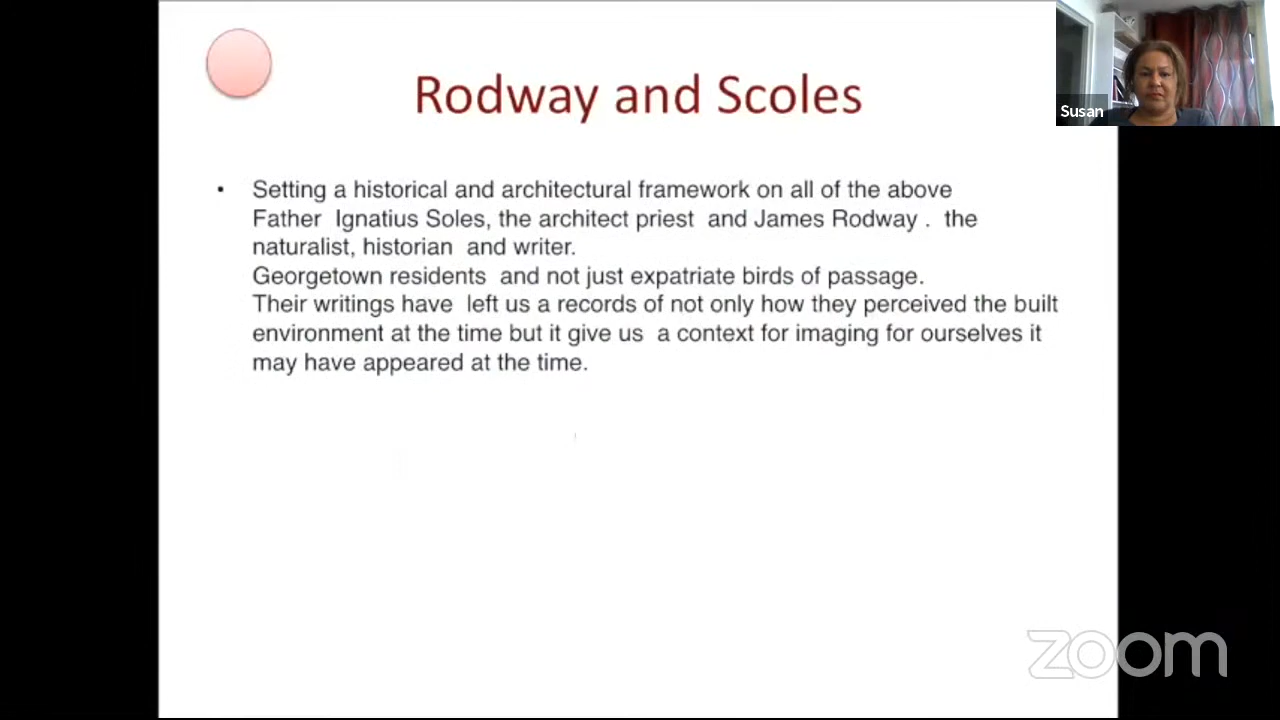 Rodway and Scoles
Susan
• Setting a historical and architectural framework on all of the above
Father Ignatius Soles, the architect priest and James Rodway . the
naturalist, historian and writer.
Georgetown residents and not just expatriate birds of passage.
Their writings have left us a records of not only how they perceived the built
environment at the time but it give us a context for imaging for ourselves it
may have appeared at the time.
zoom